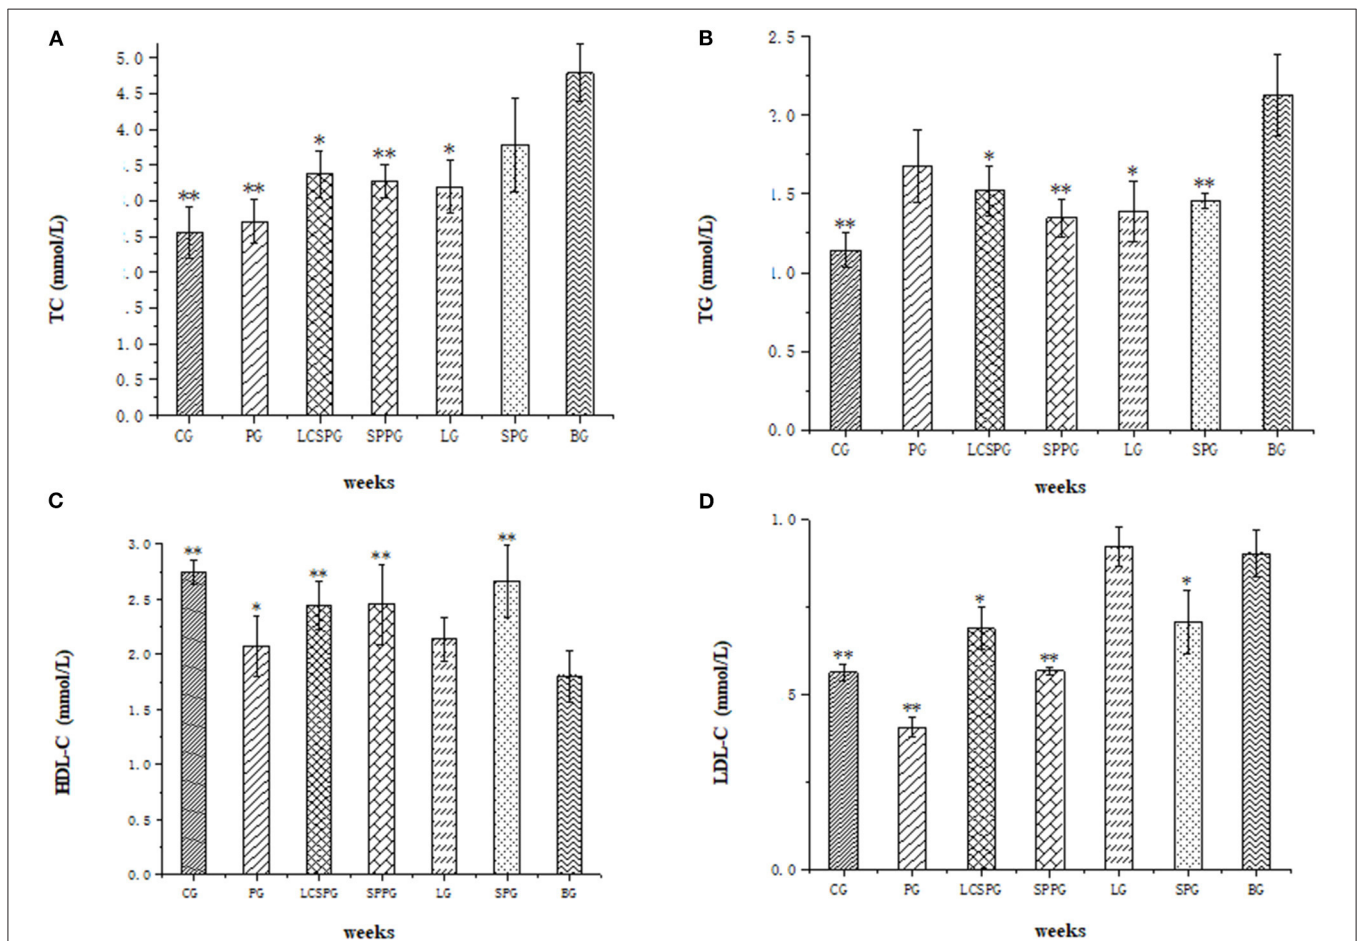 A
5.0
4.5
4.0
.5
.0
.5
.0
.5
1.0
0.5
0.0
TC (mmol/L)
** ** * ** *
CG PG LCSPG SPPG LG SPG BG
weeks
B
2.5
2.0
1.5
1.0
0.5
0.0
TG (mmol/L)
** * ** * **
CG PG LCSPG SPPG LG SPG BG
weeks
C
3.0
2.5
2.0
1.5
1.0
0.5
0.0
HDL-C (mmol/L)
** * ** ** **
CG PG LCSPG SPPG LG SPG BG
weeks
D
1.0
.5
0.0
LDL-C (mmol/L)
** ** * ** *
CG PG LCSPG SPPG LG SPG BG
weeks